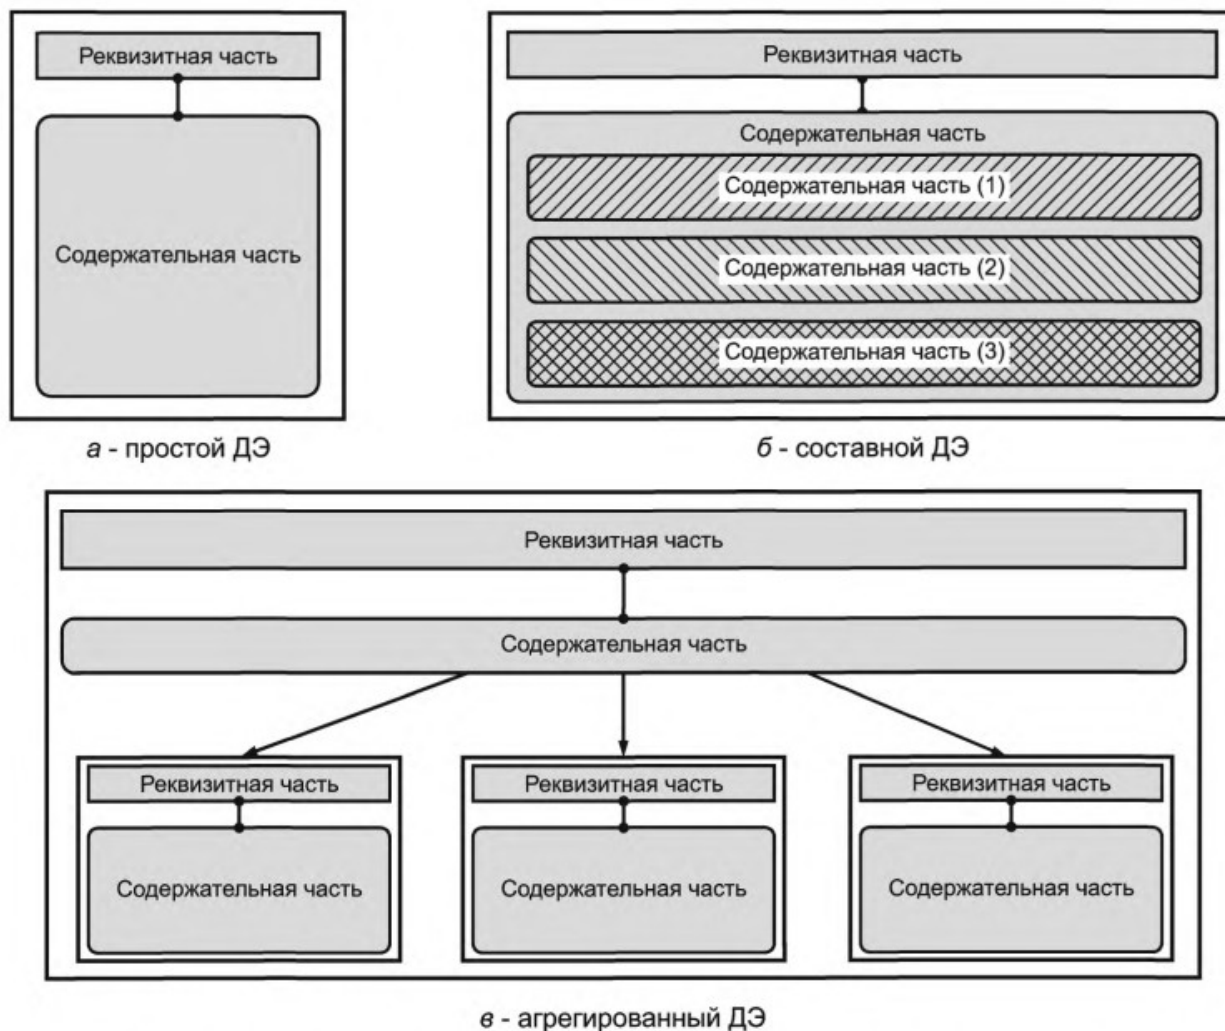 Реквизитная часть
Содержательная часть
а - простой ДЭ
Реквизитная часть
Содержательная часть
Содержательная часть (1)
Содержательная часть (2)
Содержательная часть (3)
б - составной ДЭ
Реквизитная часть
Содержательная часть
Реквизитная часть
Содержательная часть
Реквизитная часть
Содержательная часть
Реквизитная часть
Содержательная часть
в - агрегированный ДЭ